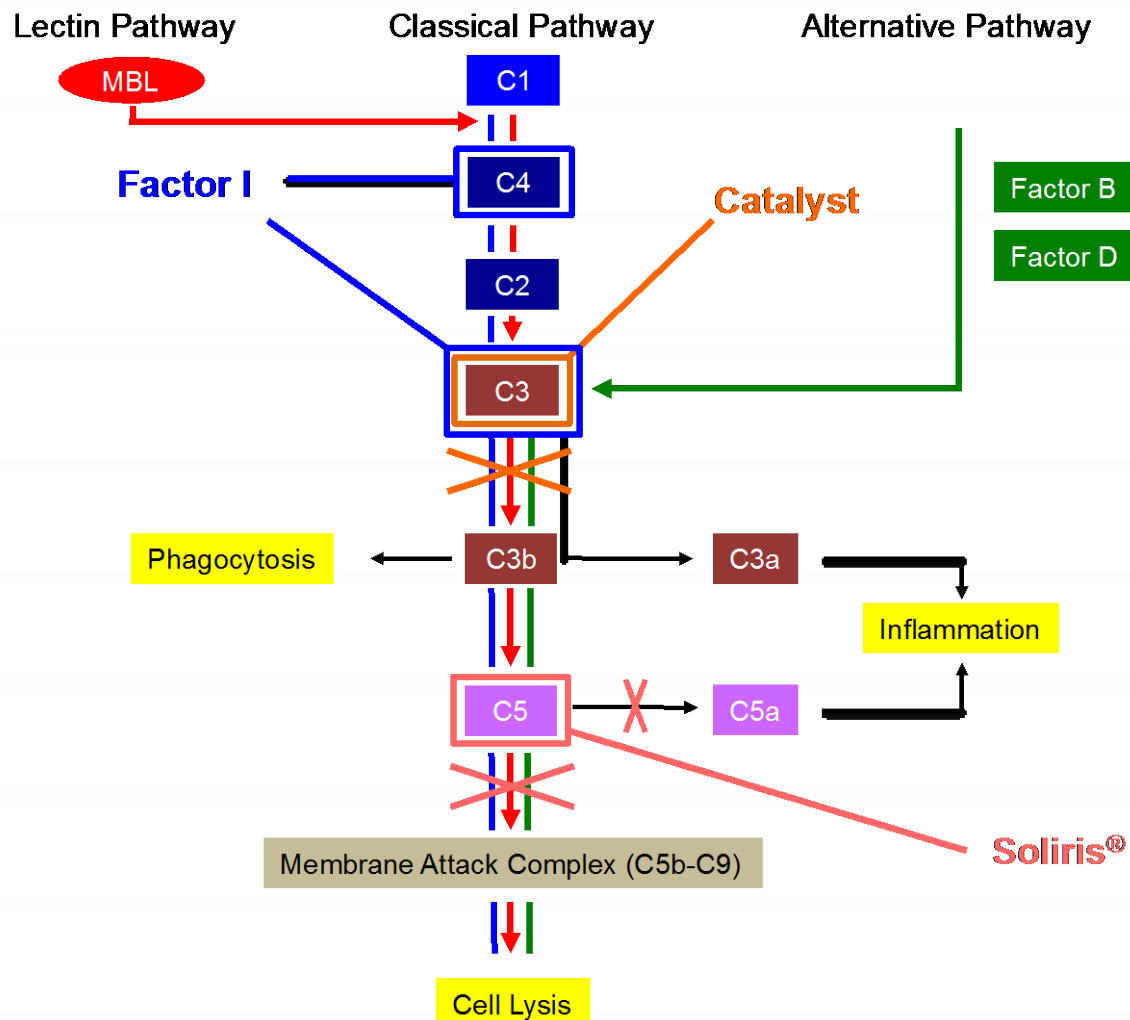 Lectin Pathway
Classical Pathway
Alternative Pathway
MBL
C1
Factor I
C4
Catalyst
Factor B
Factor D
C2
C3
Phagocytosis
C3b
C3a
Inflammation
C5
C5a
Soliris®
Membrane Attack Complex (C5b-C9)
Cell Lysis